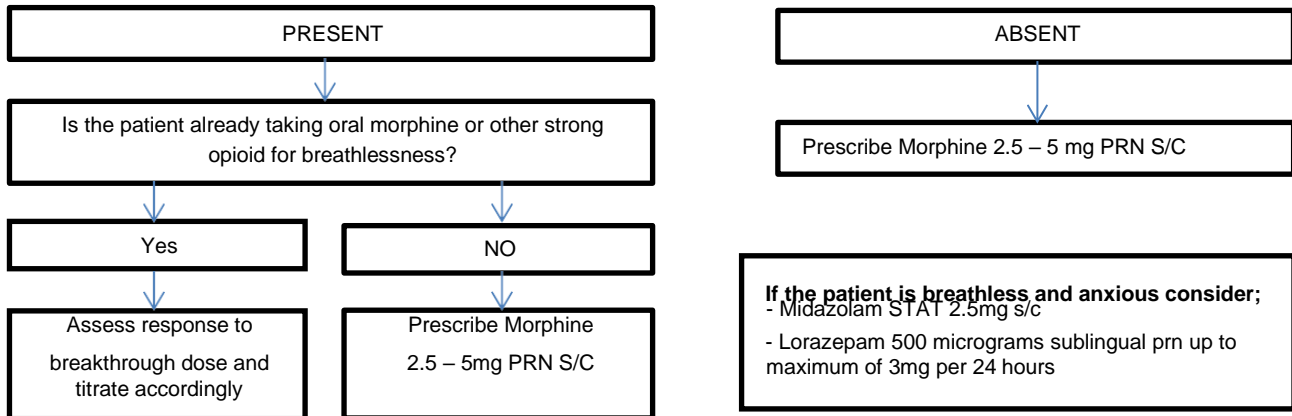 PRESENT
Is the patient already taking oral morphine or other strong
opioid for breathlessness?
Yes
NO
Assess response to
breakthrough dose and
titrate accordingly
Prescribe Morphine
2.5 – 5mg PRN S/C
ABSENT
Prescribe Morphine 2.5 – 5 mg PRN S/C
If the patient is breathless and anxious consider;
- Midazolam STAT 2.5mg s/c
- Lorazepam 500 micrograms sublingual prn up to
maximum of 3mg per 24 hours